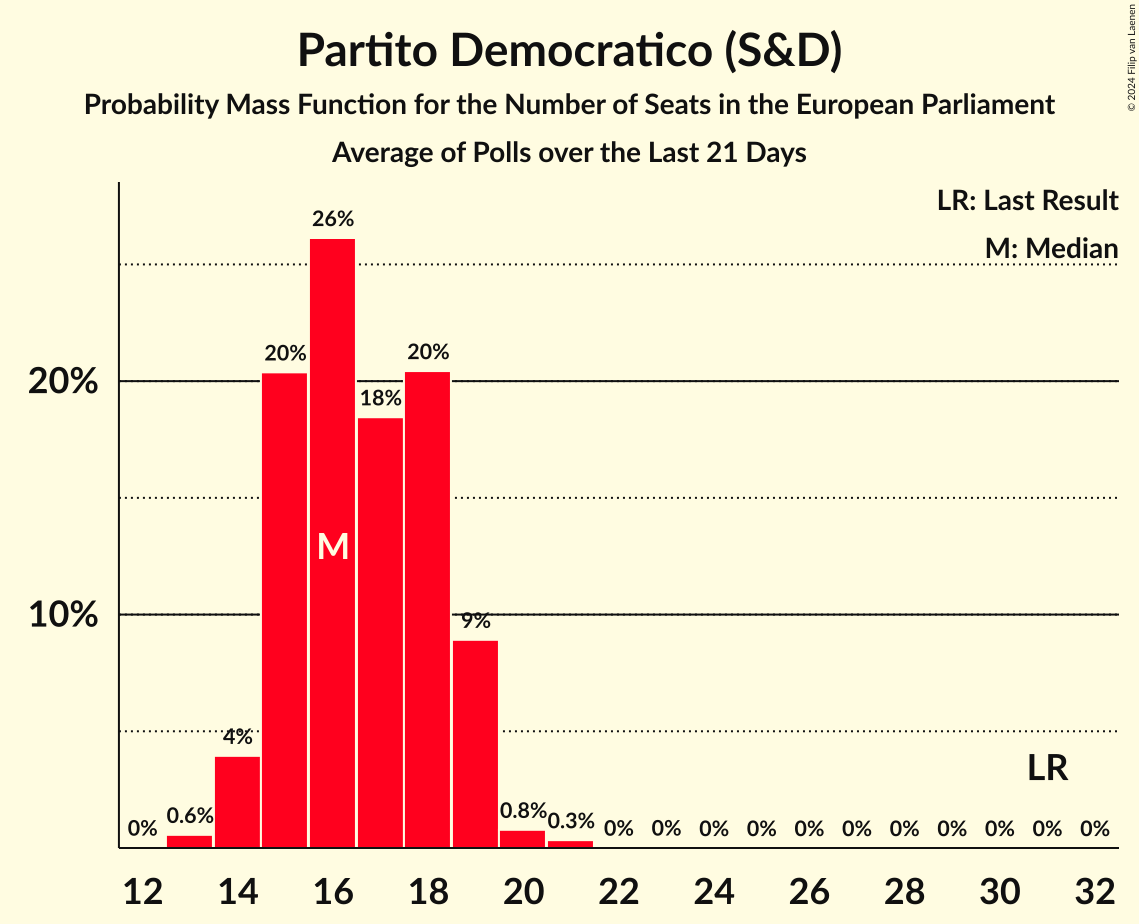 Partito Democratico (S&D)
Probability Mass Function for the Number of Seats in the European Parliament
Average of Polls over the Last 21 Days
© 2024 Filip van Laenen
LR: Last Result
M: Median
26%
20%
20%
20%
18%
M
10%
9%
4%
LR
0%
0.6%
0.8%
0.3%
0%
0%
0%
0%
0%
0%
0%
0%
0%
0%
0%
12 14 16 18 20 22 24 26 28 30 32